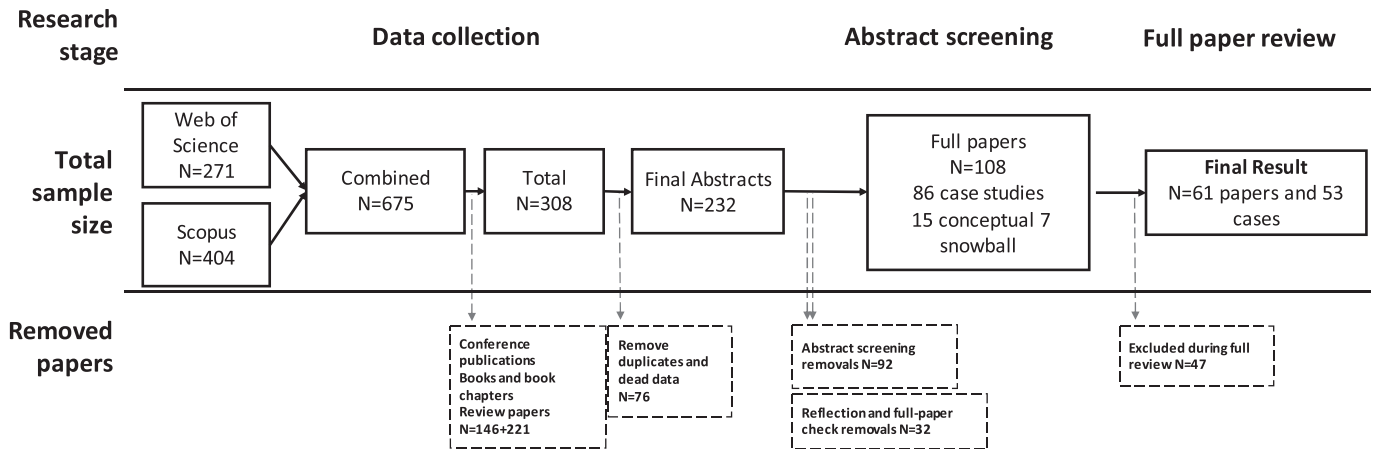 Research
stage
Data collection
Abstract screening
Full paper review
Total
sample
size
Web of
Science
N=271
Scopus
N=404
Combined
N=675
Total
N=308
Final Abstracts
N=232
Full papers
N=108
86 case studies
15 conceptual 7
snowball
Final Result
N=61 papers and 53
cases
Removed
papers
Conference
publications
Books and book
chapters
Review papers
N=146+221
Remove
duplicates and
dead data
N=76
Abstract screening
removals N=92
Reflection and full-paper
check removals N=32
Excluded during full
review N=47